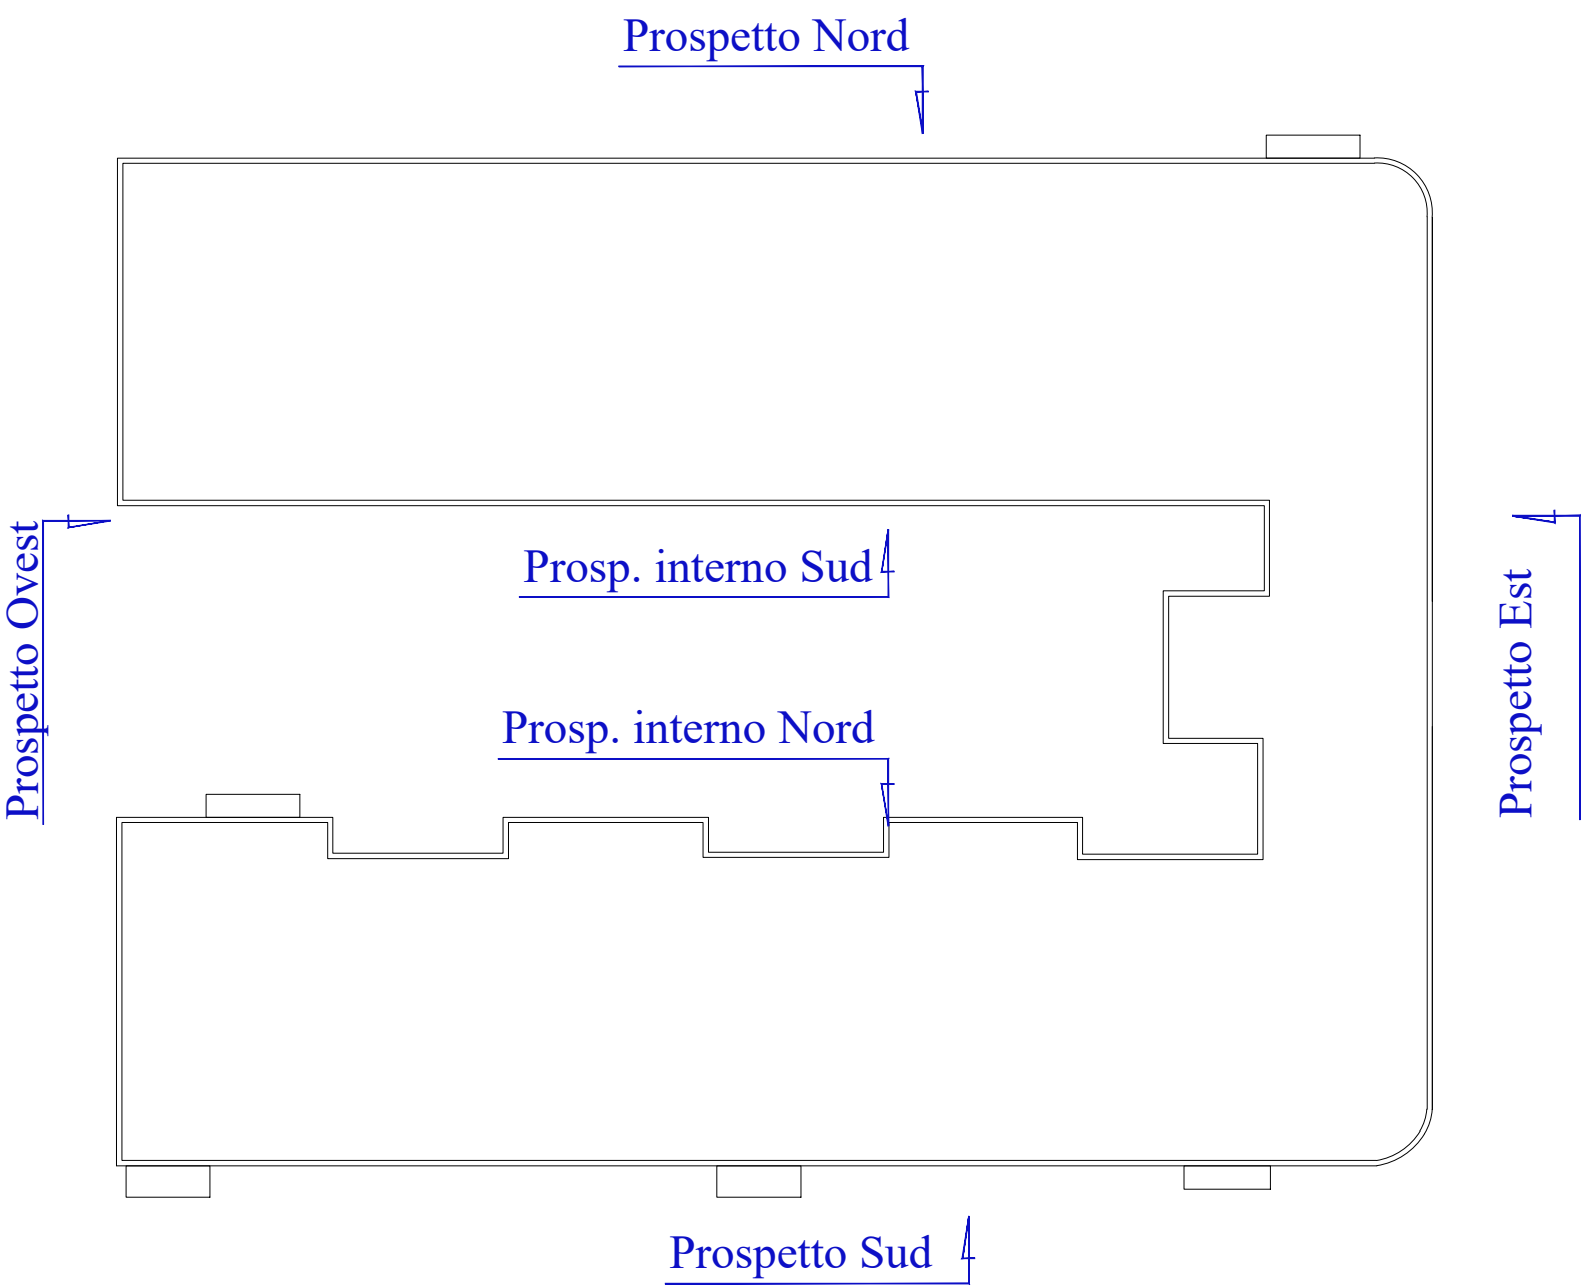 Prospetto Nord
Prospetto Ovest
Prosp. interno Sud
Prospetto Est
Prosp. interno Nord
Prospetto Sud